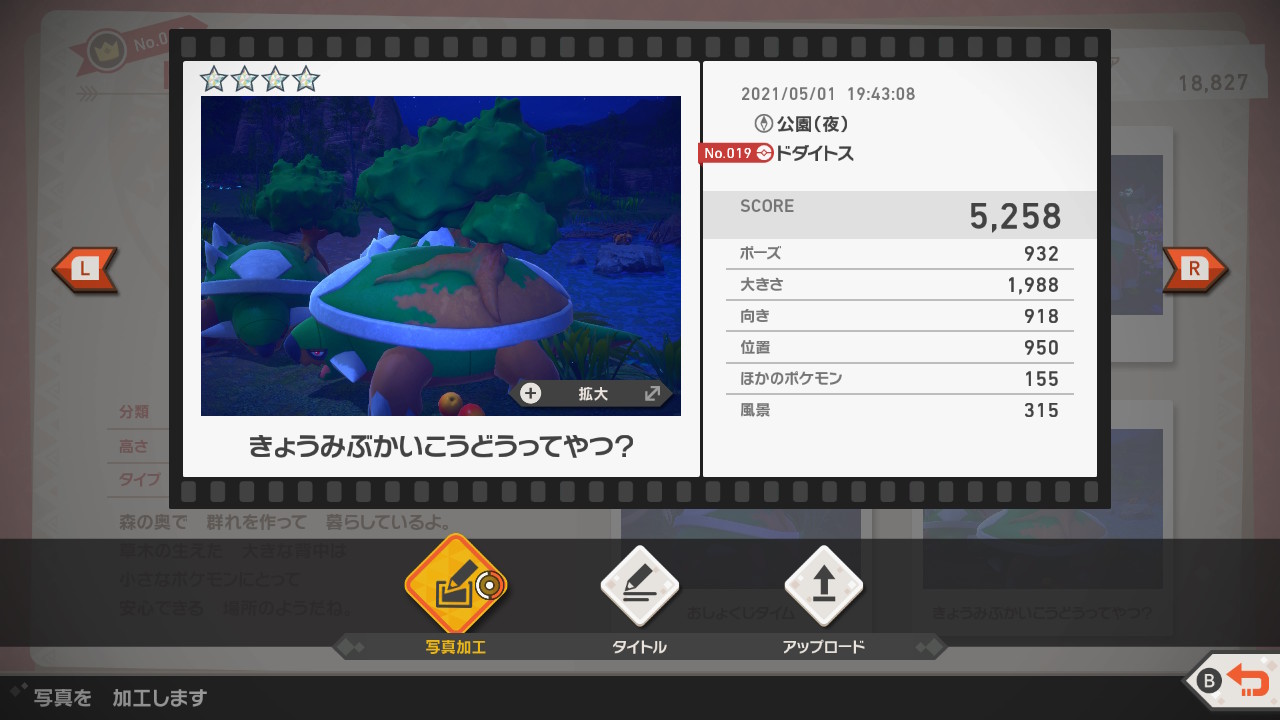 No.0
18,827
2021/05/01 19:43:08
公園(夜)
No.019 ドダイトス
SCORE 5,258
ポーズ 932
大きさ 1,988
向き 918
位置 950
ほかのポケモン 155
風景 315
+ 拡大
きょうみぶかいこうどうってやつ?
L
R
分類
高さ
タイプ
森の奥で 群れを作って 暮らしているよ。
草木の生えた 大きな背中は
小さなポケモンにとって
安心できる 場所のようだね。
おしょくじタイム
きょうみぶかいこうどうってやつ?
写真加工
タイトル
アップロード
B
写真を 加工します